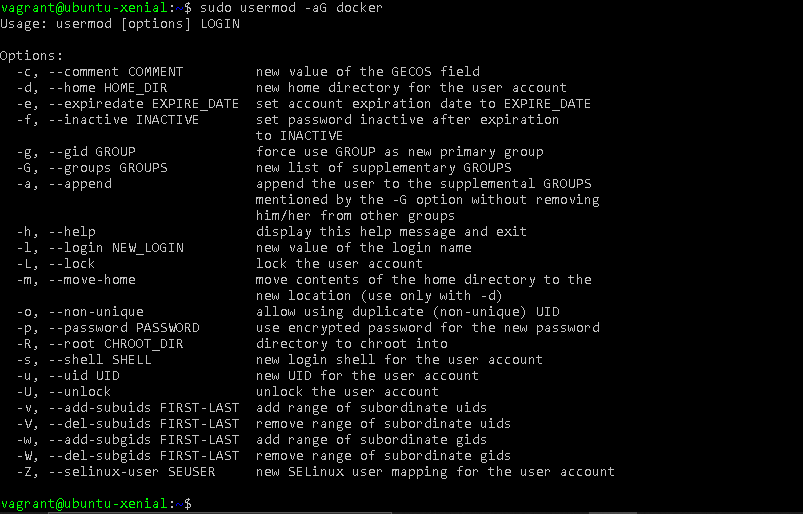 vagrant@ubuntu-xenial:~$ sudo usermod -aG docker
Usage: usermod [options] LOGIN
Options:
-c, --comment COMMENT new value of the GECOS field
-d, --home HOME_DIR new home directory for the user account
-e, --expiredate EXPIRE_DATE set account expiration date to EXPIRE_DATE
-f, --inactive INACTIVE set password inactive after expiration
to INACTIVE
-g, --gid GROUP force use GROUP as new primary group
-G, --groups GROUPS new list of supplementary GROUPS
-a, --append append the user to the supplemental GROUPS
mentioned by the -G option without removing
him/her from other groups
-h, --help display this help message and exit
-l, --login NEW_LOGIN new value of the login name
-L, --lock lock the user account
-m, --move-home move contents of the home directory to the
new location (use only with -d)
-o, --non-unique allow using duplicate (non-unique) UID
-p, --password PASSWORD use encrypted password for the new password
-R, --root CHROOT_DIR directory to chroot into
-s, --shell SHELL new login shell for the user account
-u, --uid UID new UID for the user account
-U, --unlock unlock the user account
-v, --add-subuids FIRST-LAST add range of subordinate uids
-V, --del-subuids FIRST-LAST remove range of subordinate uids
-w, --add-subgids FIRST-LAST add range of subordinate gids
-W, --del-subgids FIRST-LAST remove range of subordinate gids
-Z, --selinux-user SEUSER new SELinux user mapping for the user account
vagrant@ubuntu-xenial:~$